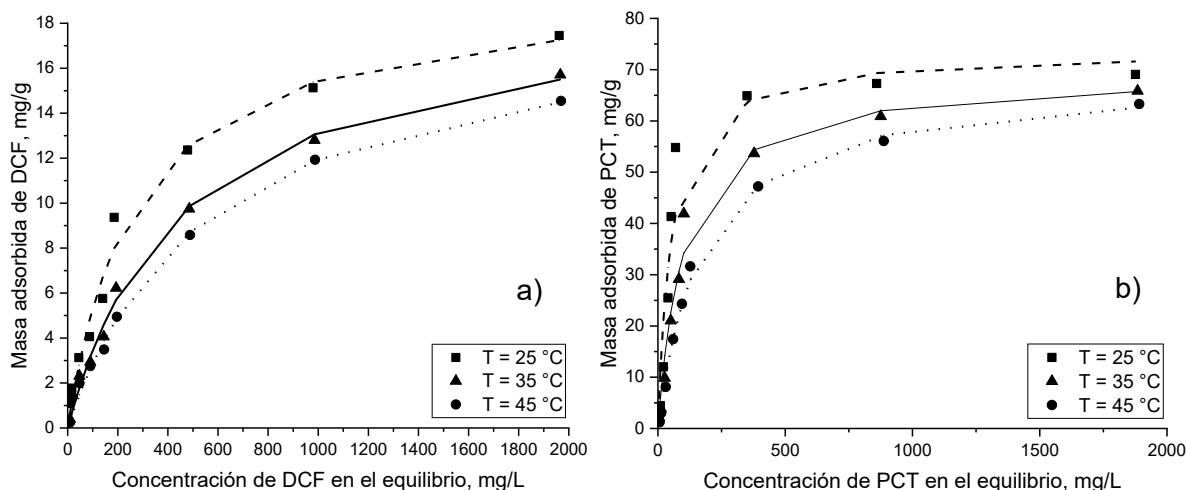 18
16
14
12
10
8
6
4
2
0
Masa adsorbida de DCF, mg/g
a)
T = 25 °C
T = 35 °C
T = 45 °C
0 200 400 600 800 1000 1200 1400 1600 1800 2000
Concentración de DCF en el equilibrio, mg/L
80
70
60
50
40
30
20
10
0
Masa adsorbida de PCT, mg/g
b)
T = 25 °C
T = 35 °C
T = 45 °C
0 500 1000 1500 2000
Concentración de PCT en el equilibrio, mg/L